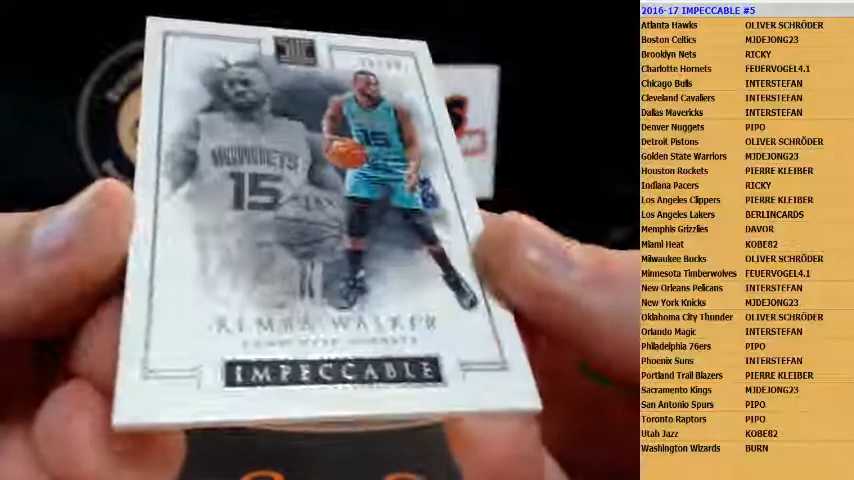 HORNETS
15
15
KEMBA WALKER
CHARLOTTE HORNETS
IMPECCABLE
2016-17 IMPECCABLE #5
Atlanta Hawks OLIVER SCHRÖDER
Boston Celtics MJDEJONG23
Brooklyn Nets RICKY
Charlotte Hornets FEUERVOGEL4.1
Chicago Bulls INTERSTEFAN
Cleveland Cavaliers INTERSTEFAN
Dallas Mavericks INTERSTEFAN
Denver Nuggets PIPO
Detroit Pistons OLIVER SCHRÖDER
Golden State Warriors MJDEJONG23
Houston Rockets PIERRE KLEIBER
Indiana Pacers RICKY
Los Angeles Clippers PIERRE KLEIBER
Los Angeles Lakers BERLINCARDS
Memphis Grizzlies DAVOR
Miami Heat KOBE82
Milwaukee Bucks OLIVER SCHRÖDER
Minnesota Timberwolves FEUERVOGEL4.1
New Orleans Pelicans INTERSTEFAN
New York Knicks MJDEJONG23
Oklahoma City Thunder OLIVER SCHRÖDER
Orlando Magic INTERSTEFAN
Philadelphia 76ers PIPO
Phoenix Suns INTERSTEFAN
Portland Trail Blazers PIERRE KLEIBER
Sacramento Kings MJDEJONG23
San Antonio Spurs PIPO
Toronto Raptors PIPO
Utah Jazz KOBE82
Washington Wizards BURN